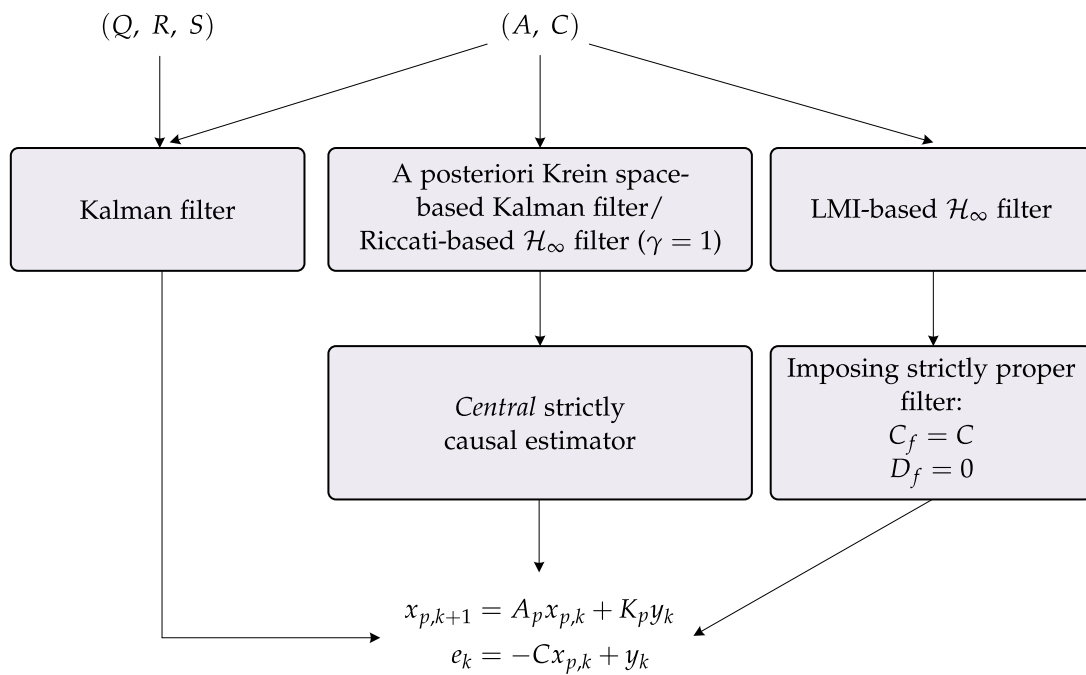 (Q, R, S)
(A, C)
Kalman filter
A posteriori Krein space-
based Kalman filter/
Riccati-based ℋ∞ filter (γ = 1)
LMI-based ℋ∞ filter
Central strictly
causal estimator
Imposing strictly proper
filter:
C_f = C
D_f = 0
x_{p,k+1} = A_p x_{p,k} + K_p y_k
e_k = −C x_{p,k} + y_k